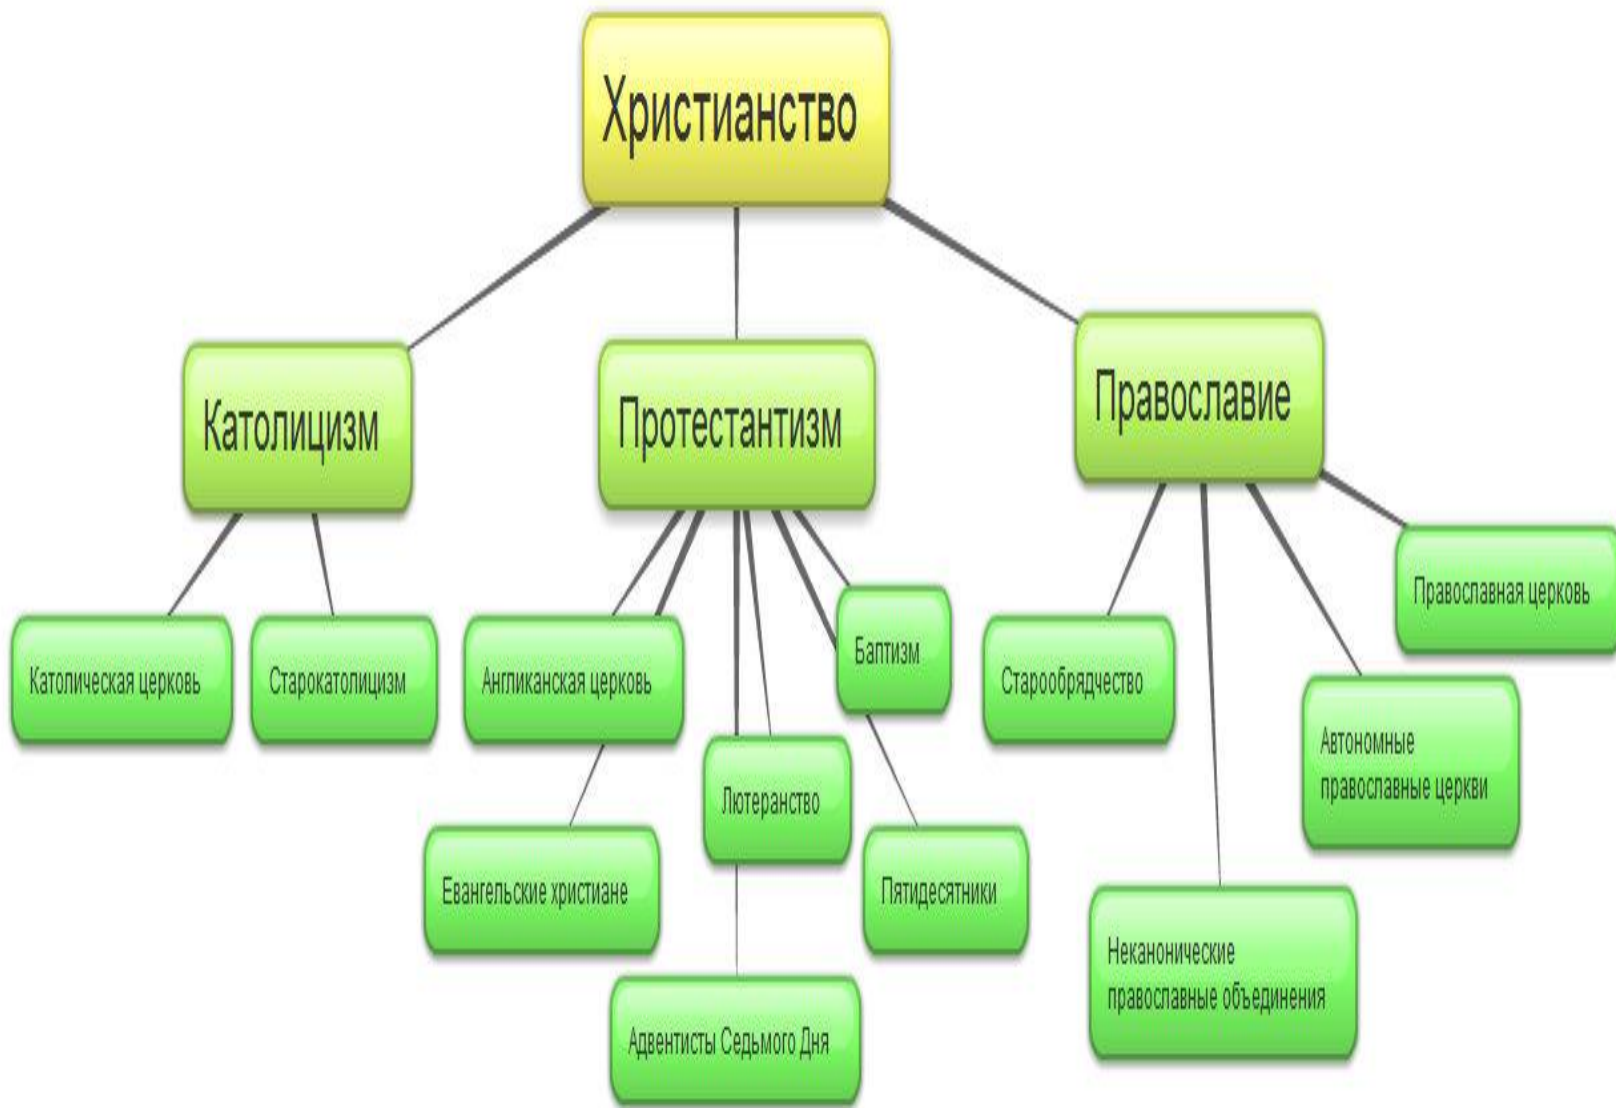 Христианство
Католицизм
Протестантизм
Православие
Католическая церковь
Старокатолицизм
Англиканская церковь
Баптизм
Старообрядчество
Православная церковь
Лютеранство
Автономные
православные церкви
Евангельские христиане
Пятидесятники
Неканонические
православные объединения
Адвентисты Седьмого Дня